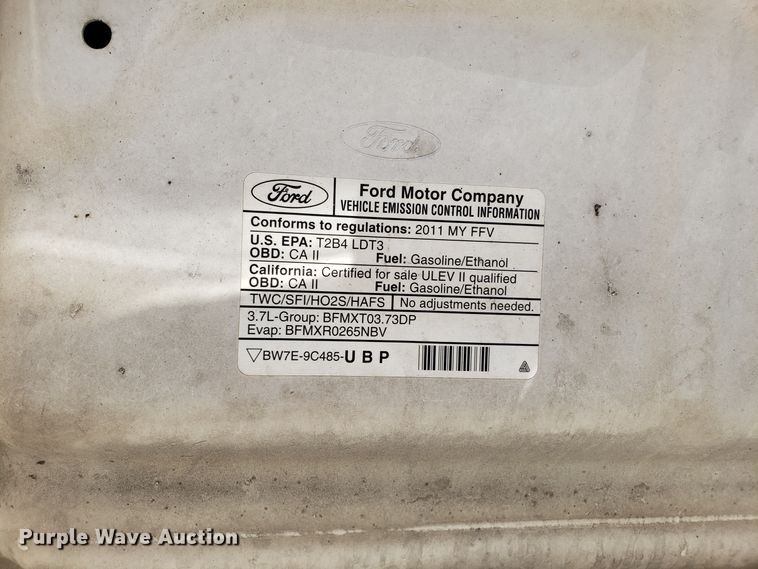 Ford
Ford
Ford Motor Company
VEHICLE EMISSION CONTROL INFORMATION
Conforms to regulations: 2011 MY FFV
U.S. EPA: T2B4 LDT3
OBD: CA II Fuel: Gasoline/Ethanol
California: Certified for sale ULEV II qualified
OBD: CA II Fuel: Gasoline/Ethanol
TWC/SFI/HO2S/HAFS No adjustments needed.
3.7L-Group: BFMXT03.73DP
Evap: BFMXR0265NBV
BW7E-9C485-UBP
Purple Wave Auction